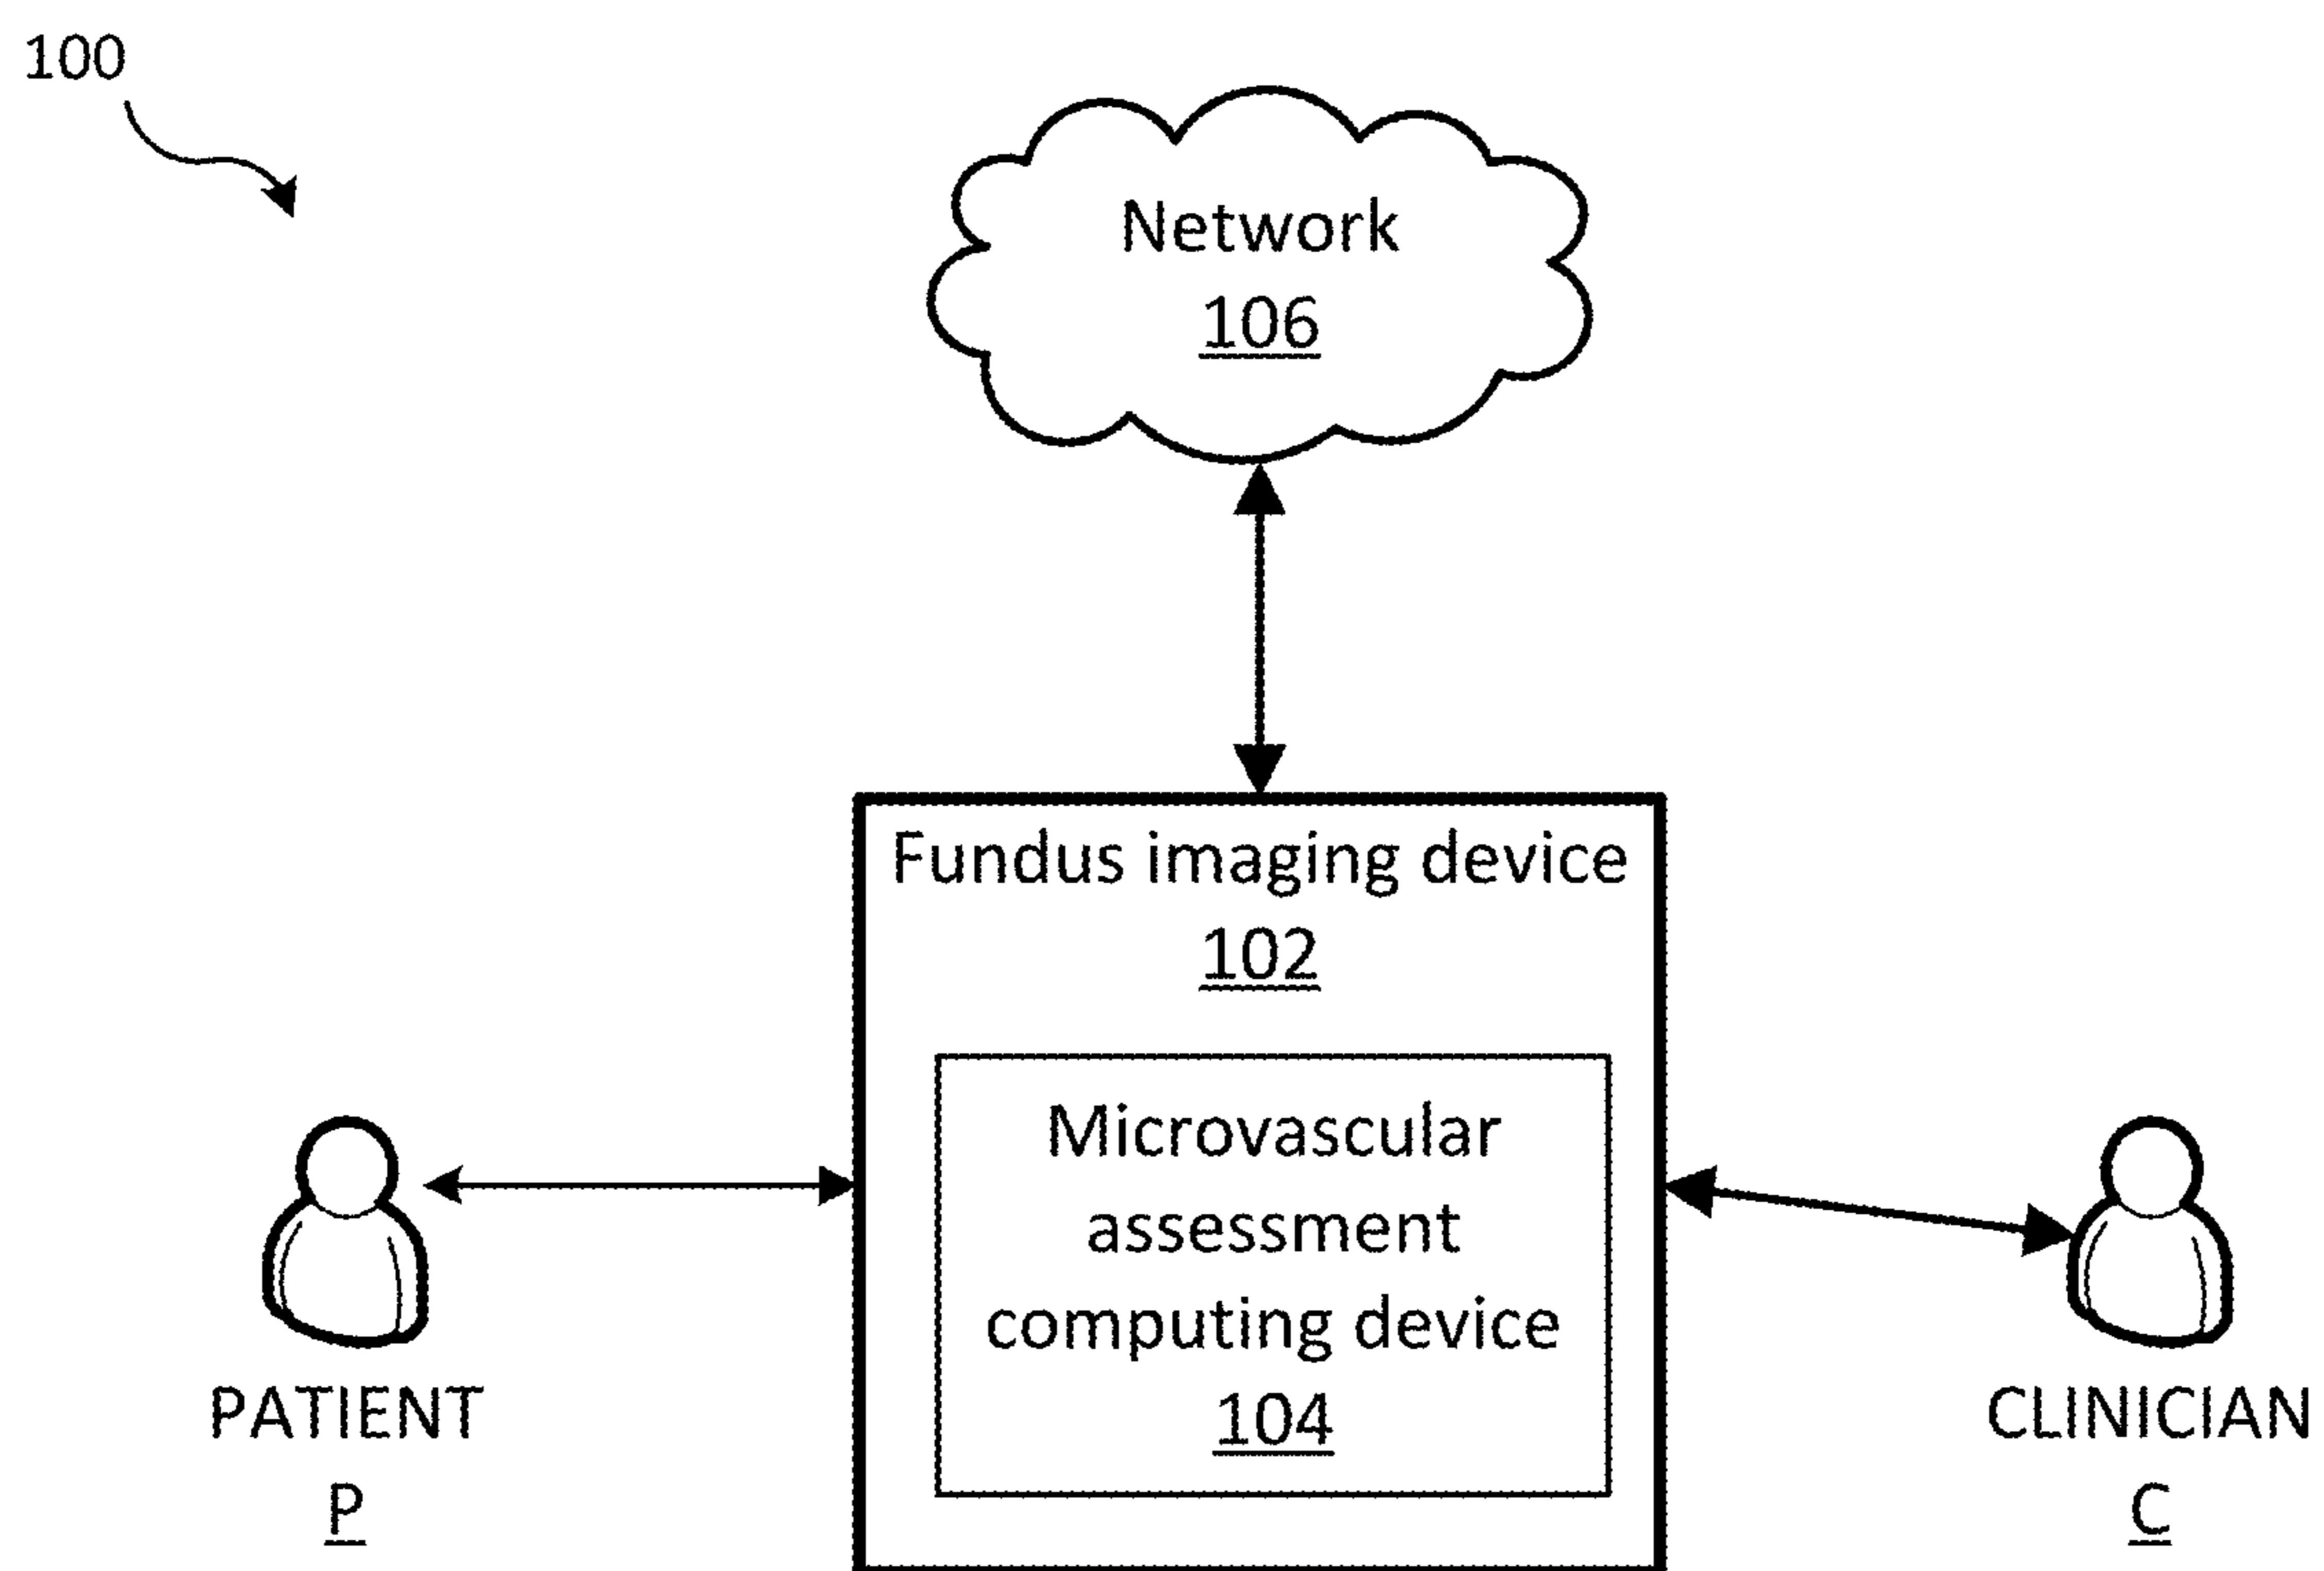 100
Network
106
Fundus imaging device
102
Microvascular
assessment
computing device
104
PATIENT
P
CLINICIAN
C